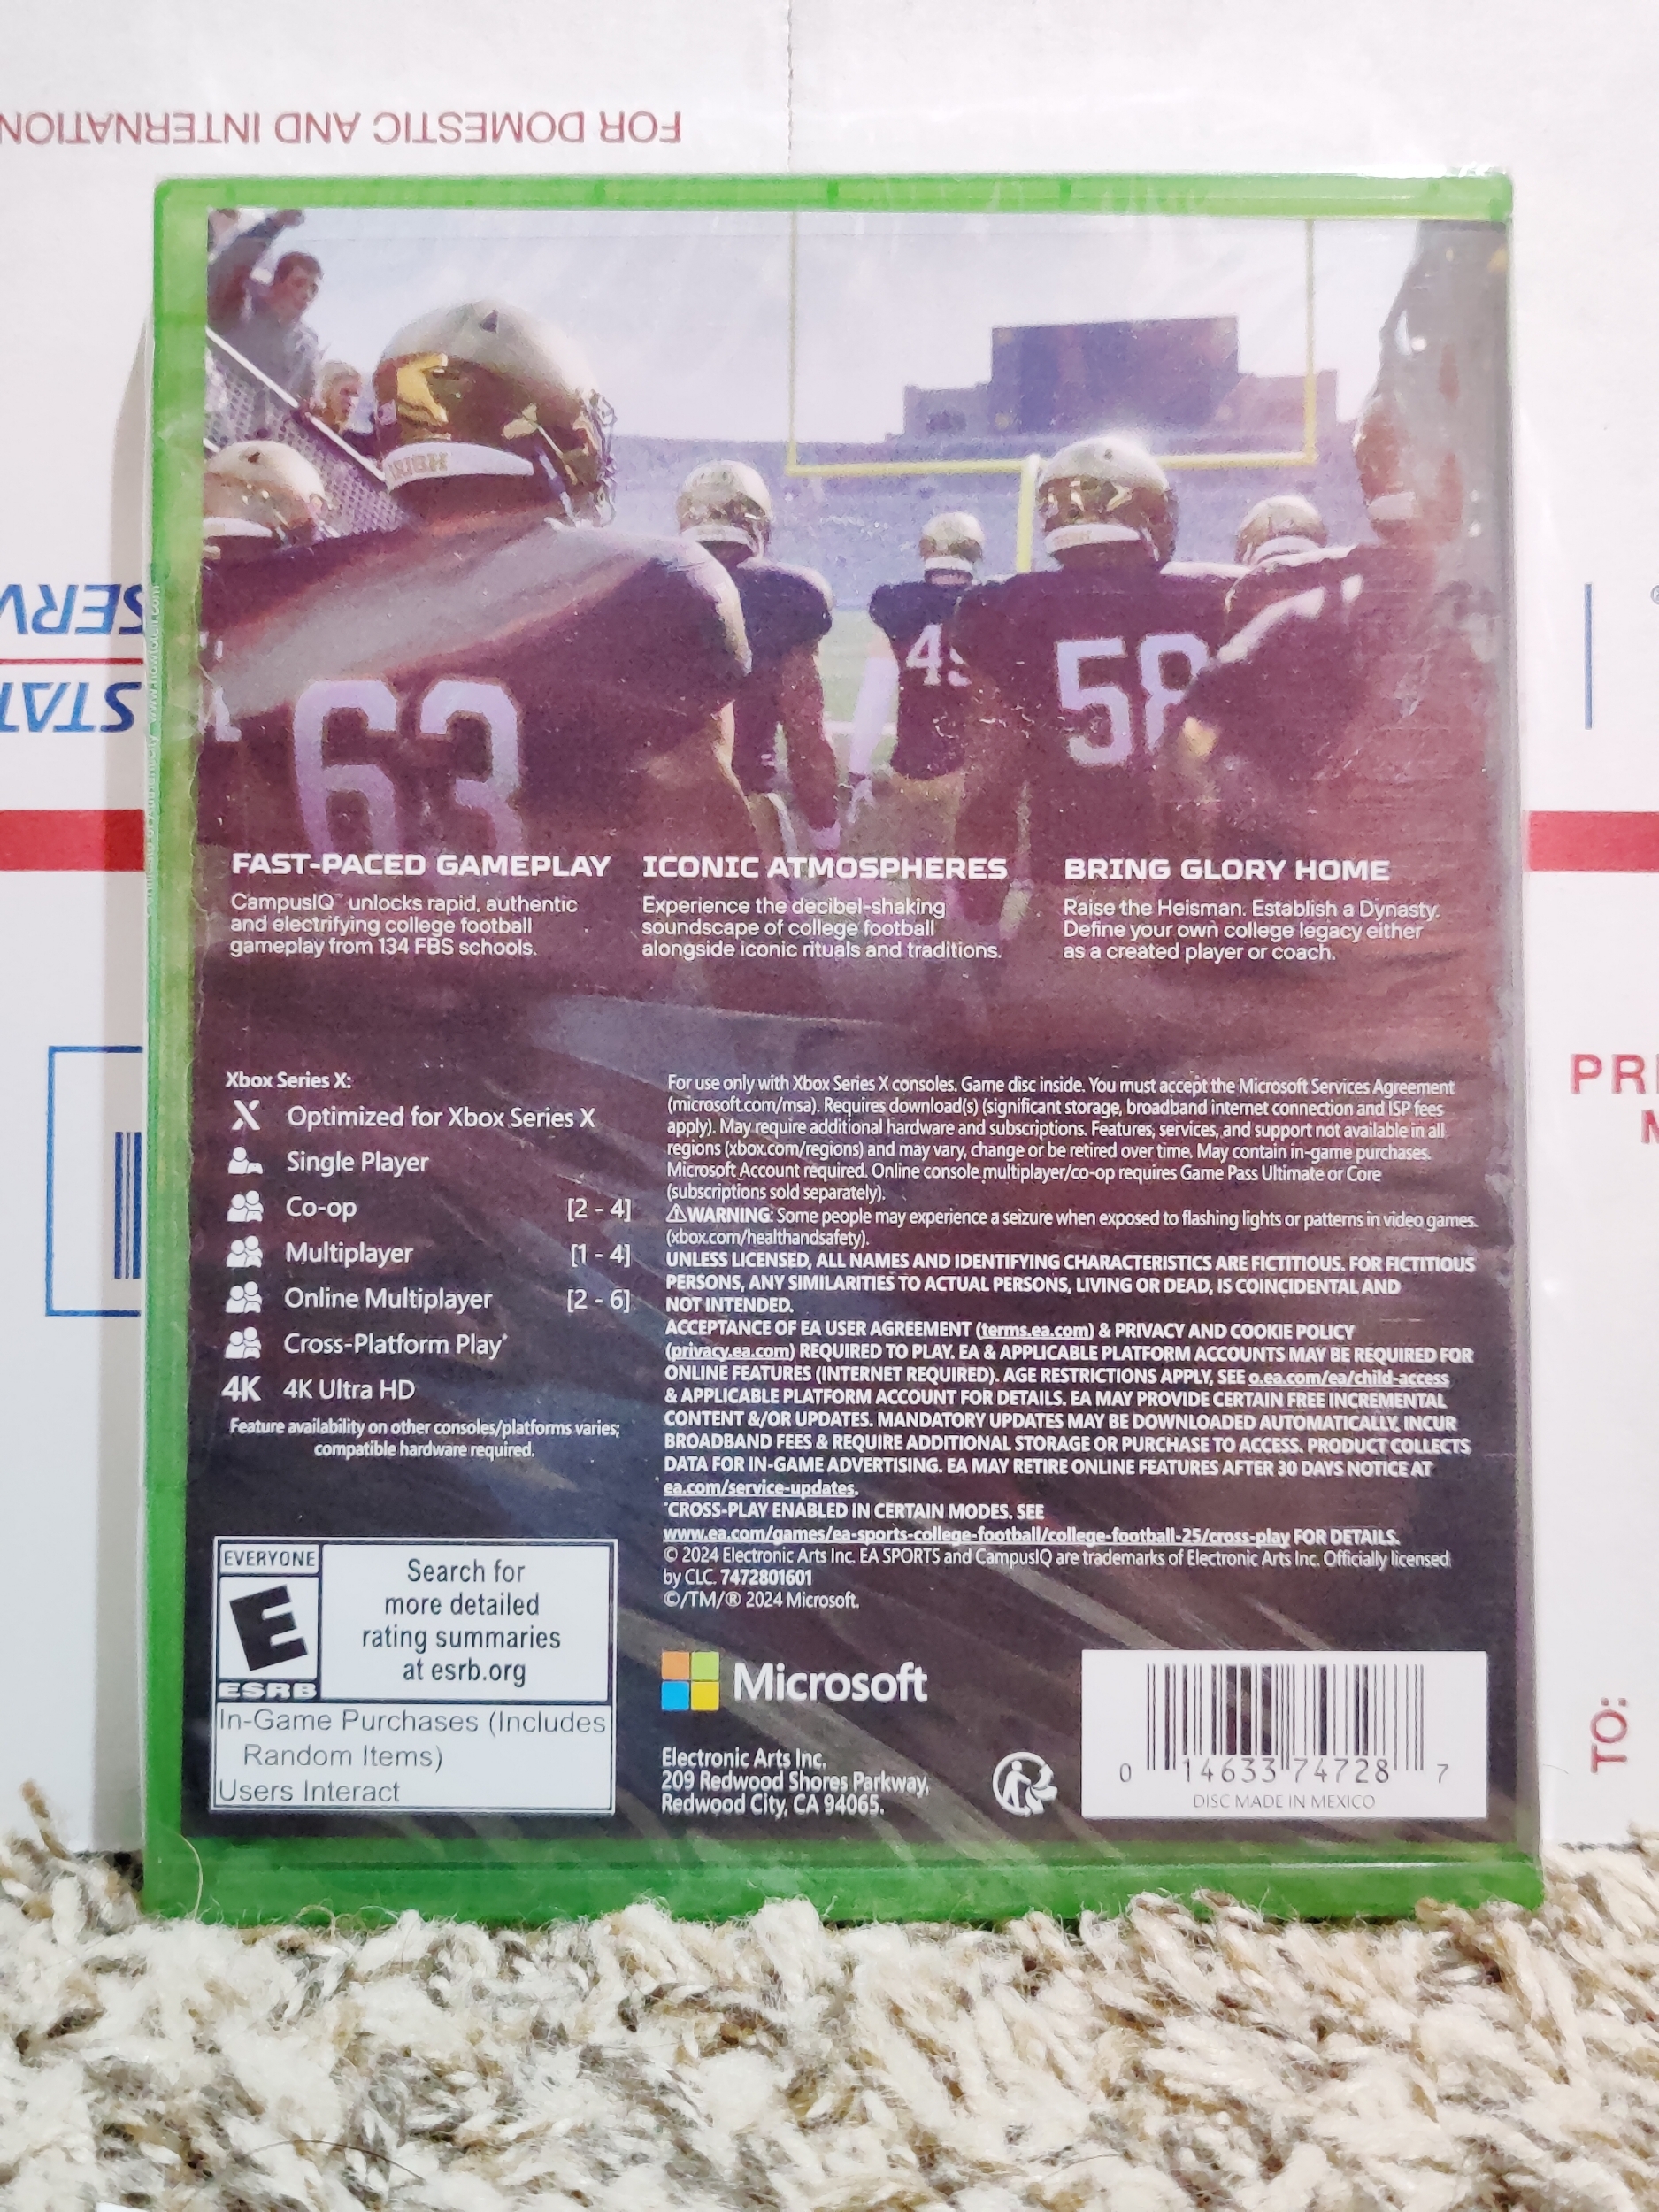 FOR DOMESTIC AND INTERNATION
SERV
STAT
PRI
M
TO:
IRISH
63
49
58
FAST-PACED GAMEPLAY
CampusIQ™ unlocks rapid, authentic
and electrifying college football
gameplay from 134 FBS schools.
ICONIC ATMOSPHERES
Experience the decibel-shaking
soundscape of college football
alongside iconic rituals and traditions.
BRING GLORY HOME
Raise the Heisman. Establish a Dynasty.
Define your own college legacy either
as a created player or coach.
Xbox Series X:
Optimized for Xbox Series X
Single Player
Co-op [2 - 4]
Multiplayer [1 - 4]
Online Multiplayer [2 - 6]
Cross-Platform Play*
4K 4K Ultra HD
Feature availability on other consoles/platforms varies;
compatible hardware required.
For use only with Xbox Series X consoles. Game disc inside. You must accept the Microsoft Services Agreement
(microsoft.com/msa). Requires download(s) (significant storage, broadband internet connection and ISP fees
apply). May require additional hardware and subscriptions. Features, services, and support not available in all
regions (xbox.com/regions) and may vary, change or be retired over time. May contain in-game purchases.
Microsoft Account required. Online console multiplayer/co-op requires Game Pass Ultimate or Core
(subscriptions sold separately).
⚠WARNING: Some people may experience a seizure when exposed to flashing lights or patterns in video games.
(xbox.com/healthandsafety).
UNLESS LICENSED, ALL NAMES AND IDENTIFYING CHARACTERISTICS ARE FICTITIOUS. FOR FICTITIOUS
PERSONS, ANY SIMILARITIES TO ACTUAL PERSONS, LIVING OR DEAD, IS COINCIDENTAL AND
NOT INTENDED.
ACCEPTANCE OF EA USER AGREEMENT (terms.ea.com) & PRIVACY AND COOKIE POLICY
(privacy.ea.com) REQUIRED TO PLAY. EA & APPLICABLE PLATFORM ACCOUNTS MAY BE REQUIRED FOR
ONLINE FEATURES (INTERNET REQUIRED). AGE RESTRICTIONS APPLY, SEE o.ea.com/ea/child-access
& APPLICABLE PLATFORM ACCOUNT FOR DETAILS. EA MAY PROVIDE CERTAIN FREE INCREMENTAL
CONTENT &/OR UPDATES. MANDATORY UPDATES MAY BE DOWNLOADED AUTOMATICALLY, INCUR
BROADBAND FEES & REQUIRE ADDITIONAL STORAGE OR PURCHASE TO ACCESS. PRODUCT COLLECTS
DATA FOR IN-GAME ADVERTISING. EA MAY RETIRE ONLINE FEATURES AFTER 30 DAYS NOTICE AT
ea.com/service-updates.
*CROSS-PLAY ENABLED IN CERTAIN MODES. SEE
www.ea.com/games/ea-sports-college-football/college-football-25/cross-play FOR DETAILS.
© 2024 Electronic Arts Inc. EA SPORTS and CampusIQ are trademarks of Electronic Arts Inc. Officially licensed
by CLC. 7472801601
©/TM/® 2024 Microsoft.
EVERYONE
E
ESRB
Search for
more detailed
rating summaries
at esrb.org
In-Game Purchases (Includes
Random Items)
Users Interact
Microsoft
Electronic Arts Inc.
209 Redwood Shores Parkway,
Redwood City, CA 94065.
0 14633 74728 7
DISC MADE IN MEXICO